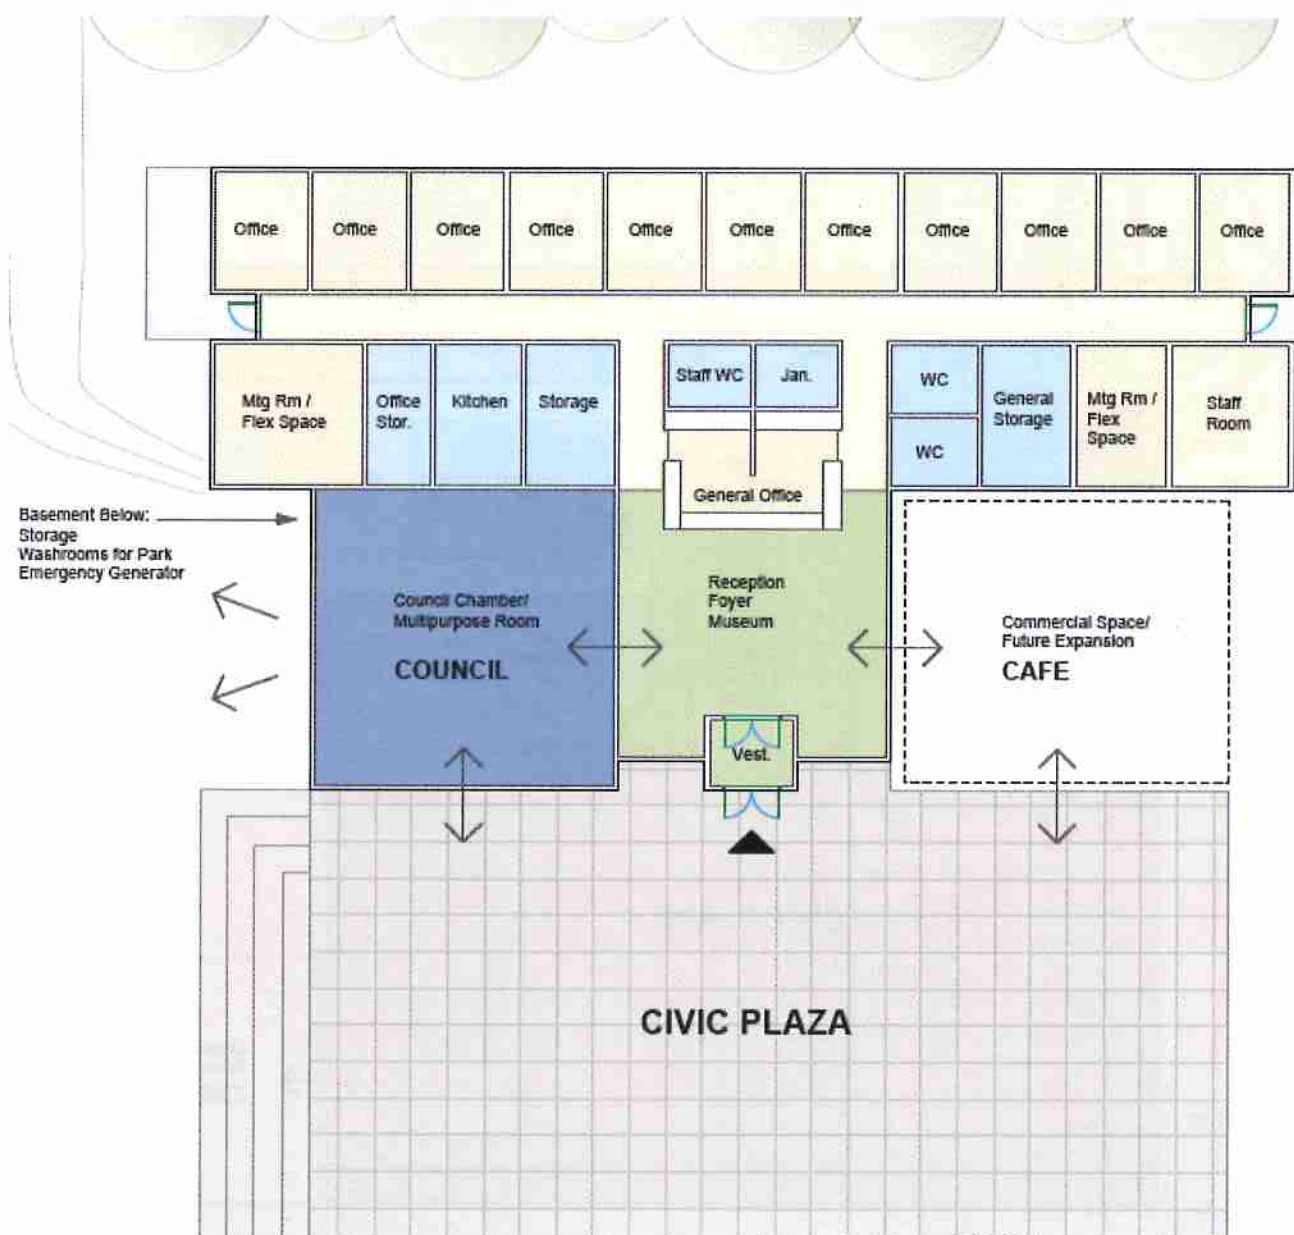 Office
Office
Office
Office
Office
Office
Office
Office
Office
Office
Office
Mtg Rm /
Flex Space
Office
Stor.
Kitchen
Storage
Staff WC
Jan.
WC
WC
General
Storage
Mtg Rm /
Flex
Space
Staff
Room
General Office
Basement Below:
Storage
Washrooms for Park
Emergency Generator
Council Chamber/
Multipurpose Room
COUNCIL
Reception
Foyer
Museum
Commercial Space/
Future Expansion
CAFE
Vest.
CIVIC PLAZA